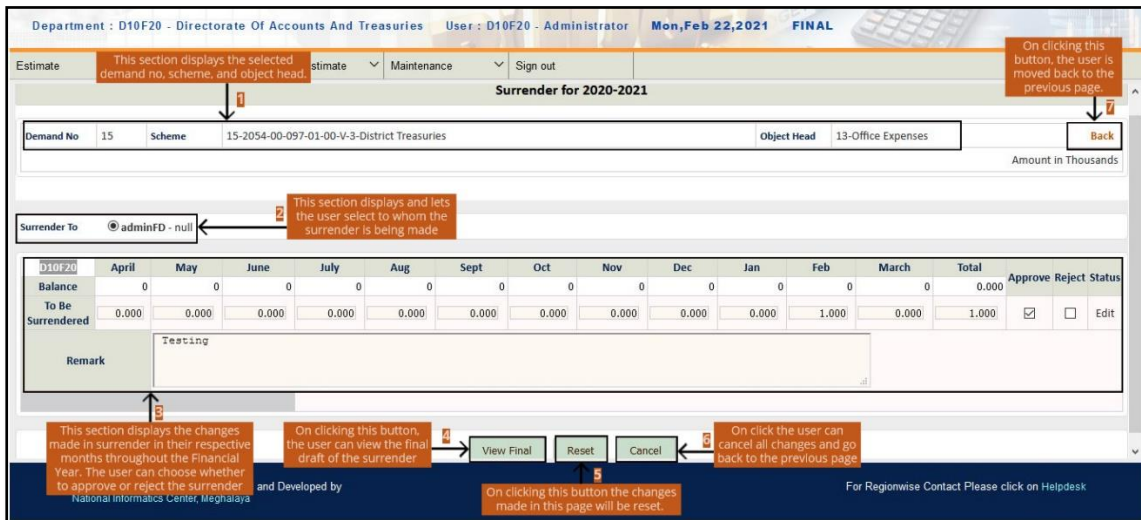 Department : D10F20 - Directorate Of Accounts And Treasuries User : D10F20 - Administrator Mon,Feb 22,2021 FINAL
Estimate stimate Maintenance Sign out
This section displays the selected
demand no, scheme, and object head.
1
On clicking this
button, the user is
moved back to the
previous page.
7
Surrender for 2020-2021
Demand No 15 Scheme 15-2054-00-097-01-00-V-3-District Treasuries Object Head 13-Office Expenses Back
Amount in Thousands
Surrender To adminFD - null
2
This section displays and lets
the user select to whom the
surrender is being made
D10F20 April May June July Aug Sept Oct Nov Dec Jan Feb March Total Approve Reject Status
Balance 0 0 0 0 0 0 0 0 0 0 0 0 0.000
To Be
Surrendered 0.000 0.000 0.000 0.000 0.000 0.000 0.000 0.000 0.000 0.000 1.000 0.000 1.000 Edit
Remark Testing
3
This section displays the changes
made in surrender in their respective
months throughout the Financial
Year. The user can choose whether
to approve or reject the surrender
On clicking this button,
the user can view the final
draft of the surrender
4
View Final Reset Cancel
5
On clicking this button the changes
made in this page will be reset.
6
On click the user can
cancel all changes and go
back to the previous page
and Developed by
National Informatics Center, Meghalaya
For Regionwise Contact Please click on Helpdesk